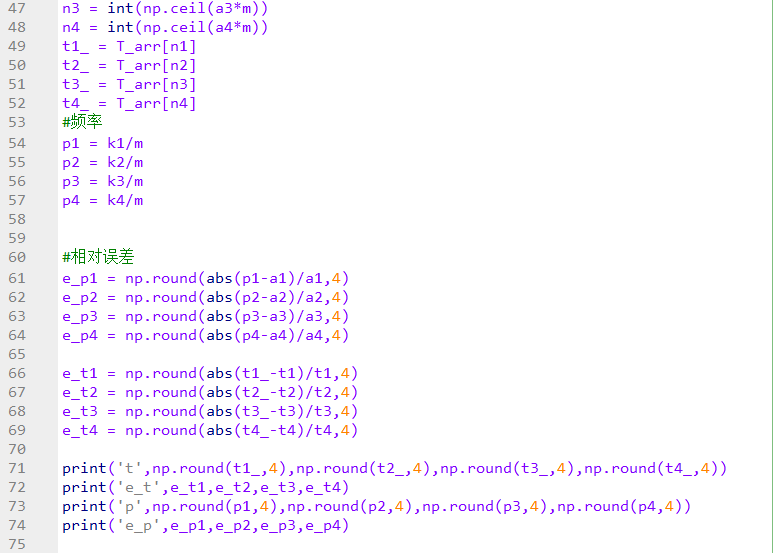 47 n3 = int(np.ceil(a3*m))
48 n4 = int(np.ceil(a4*m))
49 t1_ = T_arr[n1]
50 t2_ = T_arr[n2]
51 t3_ = T_arr[n3]
52 t4_ = T_arr[n4]
53 #频率
54 p1 = k1/m
55 p2 = k2/m
56 p3 = k3/m
57 p4 = k4/m
58
59
60 #相对误差
61 e_p1 = np.round(abs(p1-a1)/a1,4)
62 e_p2 = np.round(abs(p2-a2)/a2,4)
63 e_p3 = np.round(abs(p3-a3)/a3,4)
64 e_p4 = np.round(abs(p4-a4)/a4,4)
65
66 e_t1 = np.round(abs(t1_-t1)/t1,4)
67 e_t2 = np.round(abs(t2_-t2)/t2,4)
68 e_t3 = np.round(abs(t3_-t3)/t3,4)
69 e_t4 = np.round(abs(t4_-t4)/t4,4)
70
71 print('t',np.round(t1_,4),np.round(t2_,4),np.round(t3_,4),np.round(t4_,4))
72 print('e_t',e_t1,e_t2,e_t3,e_t4)
73 print('p',np.round(p1,4),np.round(p2,4),np.round(p3,4),np.round(p4,4))
74 print('e_p',e_p1,e_p2,e_p3,e_p4)
75